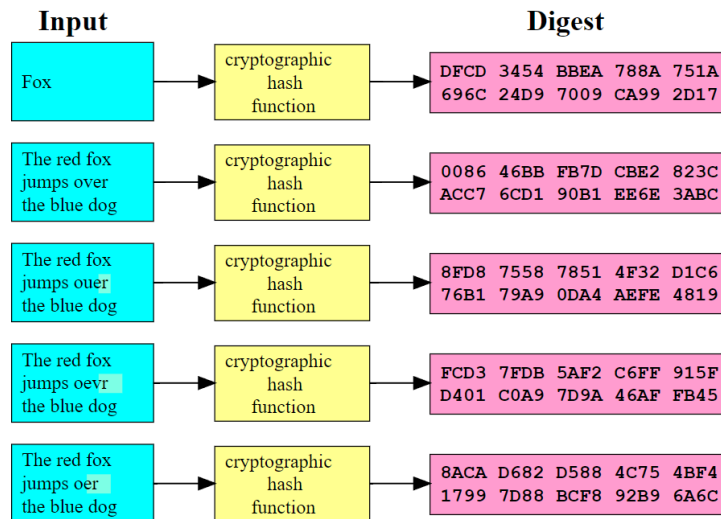 Input
Digest
Fox
cryptographic
hash
function
DFCD 3454 BBEA 788A 751A
696C 24D9 7009 CA99 2D17
The red fox
jumps over
the blue dog
cryptographic
hash
function
0086 46BB FB7D CBE2 823C
ACC7 6CD1 90B1 EE6E 3ABC
The red fox
jumps ouer
the blue dog
cryptographic
hash
function
8FD8 7558 7851 4F32 D1C6
76B1 79A9 0DA4 AEFE 4819
The red fox
jumps oevr
the blue dog
cryptographic
hash
function
FCD3 7FDB 5AF2 C6FF 915F
D401 C0A9 7D9A 46AF FB45
The red fox
jumps oer
the blue dog
cryptographic
hash
function
8ACA D682 D588 4C75 4BF4
1799 7D88 BCF8 92B9 6A6C